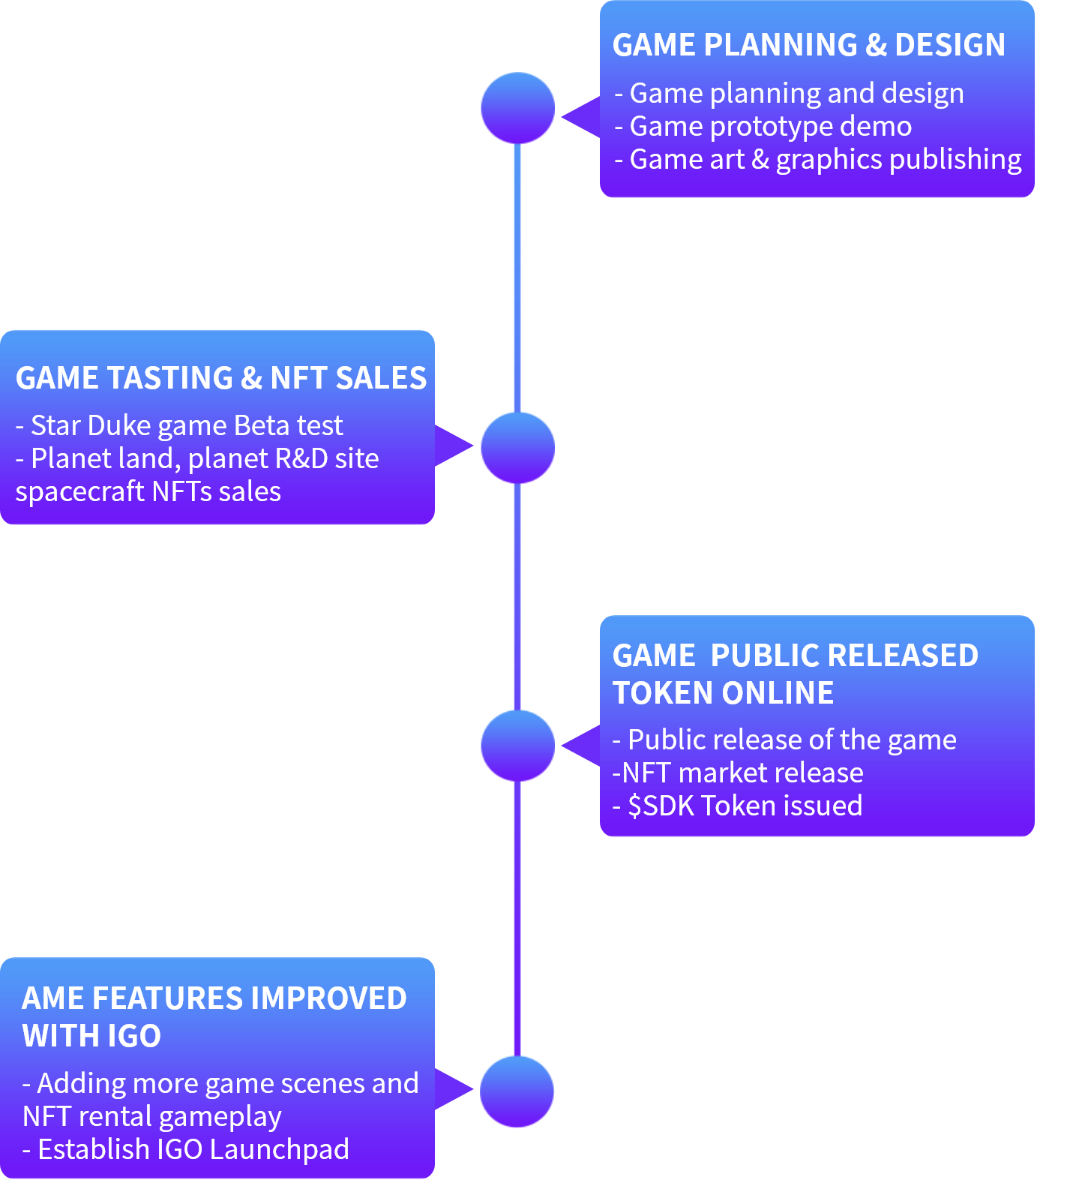 GAME PLANNING & DESIGN
- Game planning and design
- Game prototype demo
- Game art & graphics publishing
GAME TASTING & NFT SALES
- Star Duke game Beta test
- Planet land, planet R&D site
spacecraft NFTs sales
GAME  PUBLIC RELEASED
TOKEN ONLINE
- Public release of the game
-NFT market release
- $SDK Token issued
AME FEATURES IMPROVED
WITH IGO
- Adding more game scenes and
NFT rental gameplay
- Establish IGO Launchpad